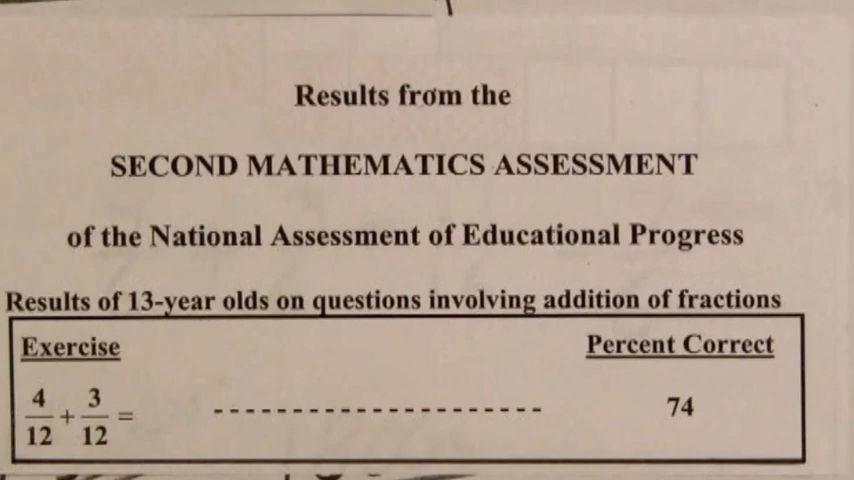 Results from the
SECOND MATHEMATICS ASSESSMENT
of the National Assessment of Educational Progress
Results of 13-year olds on questions involving addition of fractions
Exercise Percent Correct
4/12 + 3/12 = --------------------- 74